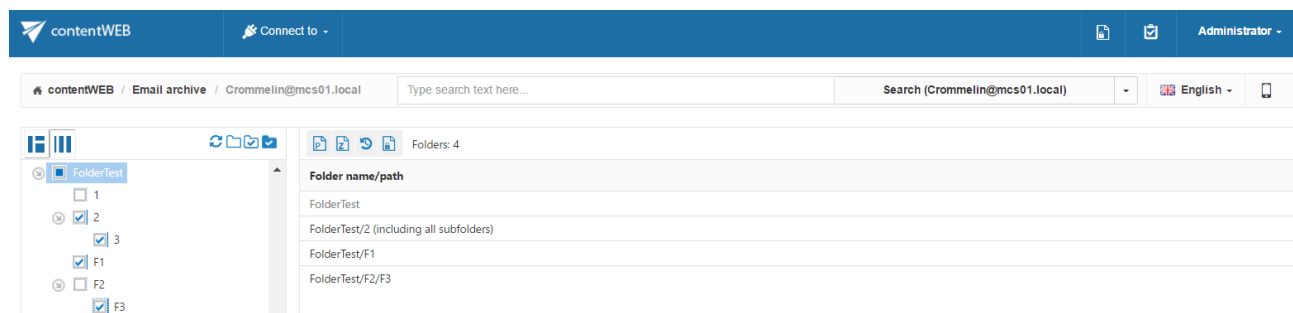 contentWEB Connect to Administrator
contentWEB / Email archive / Crommelin@mcs01.local Type search text here... Search (Crommelin@mcs01.local) English
Folders: 4
FolderTest
1
2
3
F1
F2
F3
Folder name/path
FolderTest
FolderTest/2 (including all subfolders)
FolderTest/F1
FolderTest/F2/F3